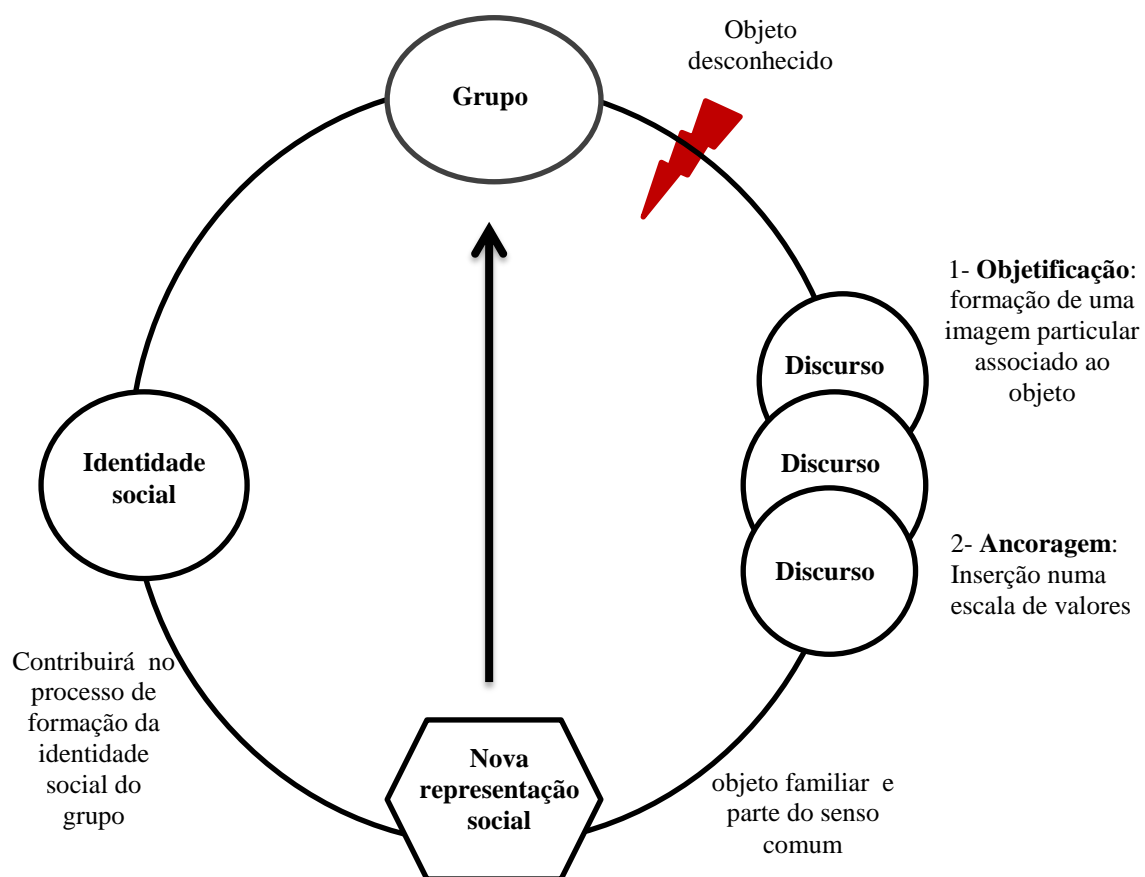 Objeto
desconhecido
Grupo
1- Objetificação:
formação de uma
imagem particular
associado ao
objeto
Discurso
Discurso
Discurso
2- Ancoragem:
Inserção numa
escala de valores
Identidade
social
Contribuirá no
processo de
formação da
identidade
social do
grupo
Nova
representação
social
objeto familiar e
parte do senso
comum